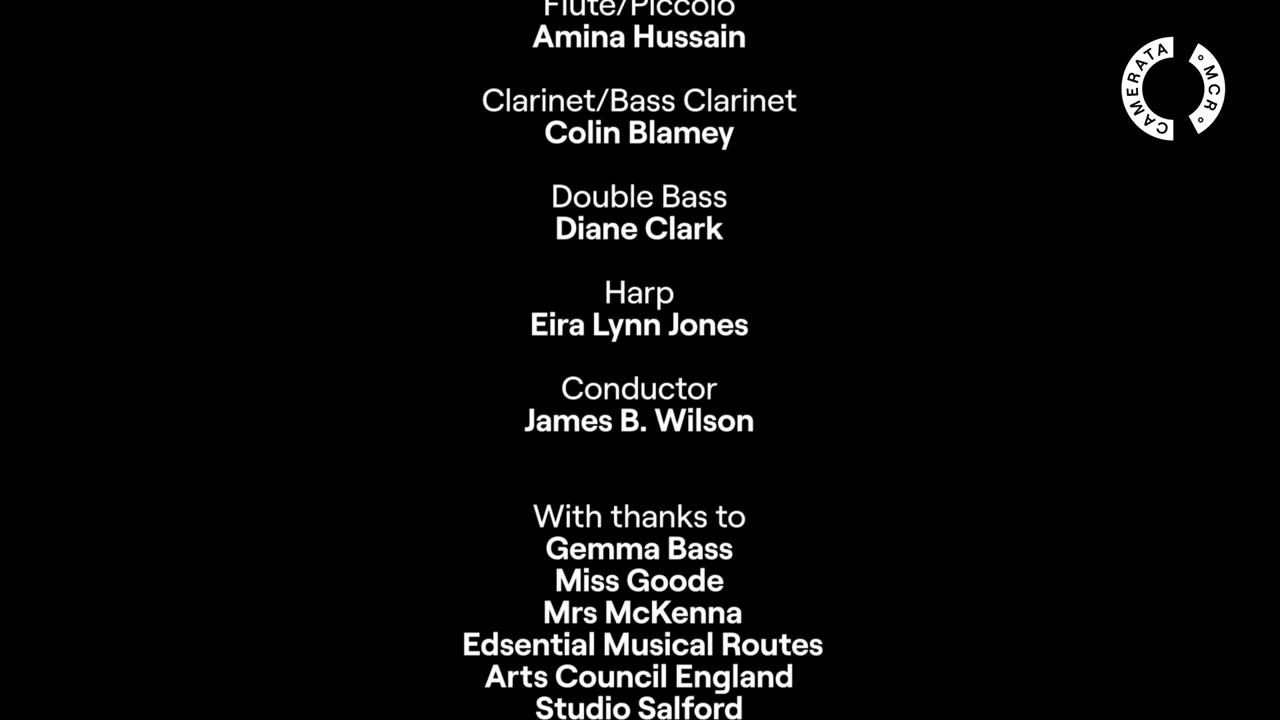 Flute/Piccolo
Amina Hussain
Clarinet/Bass Clarinet
Colin Blamey
Double Bass
Diane Clark
Harp
Eira Lynn Jones
Conductor
James B. Wilson
With thanks to
Gemma Bass
Miss Goode
Mrs McKenna
Edsential Musical Routes
Arts Council England
Studio Salford
CAMERATA
MCR